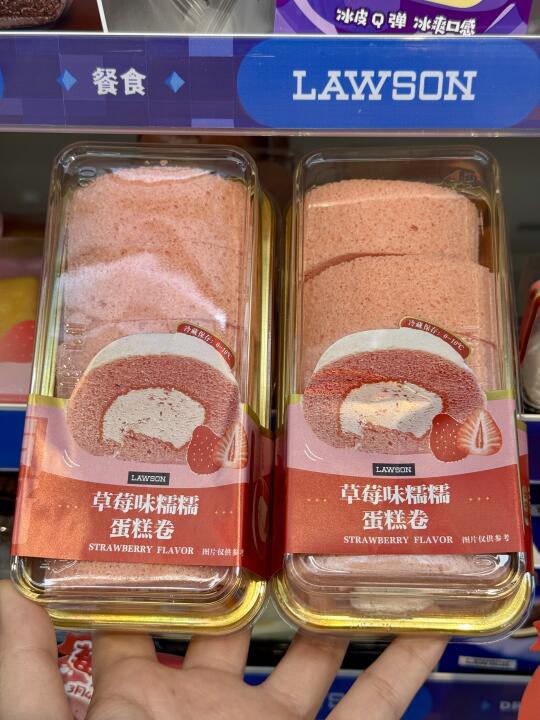 冰皮Q弹 冰爽口感
餐食
LAWSON
冷藏保存：0~10℃
LAWSON
草莓味糯糯
蛋糕卷
STRAWBERRY FLAVOR 图片仅供参考
冷藏保存：0~10℃
LAWSON
草莓味糯糯
蛋糕卷
STRAWBERRY FLAVOR 图片仅供参考
LAWSON